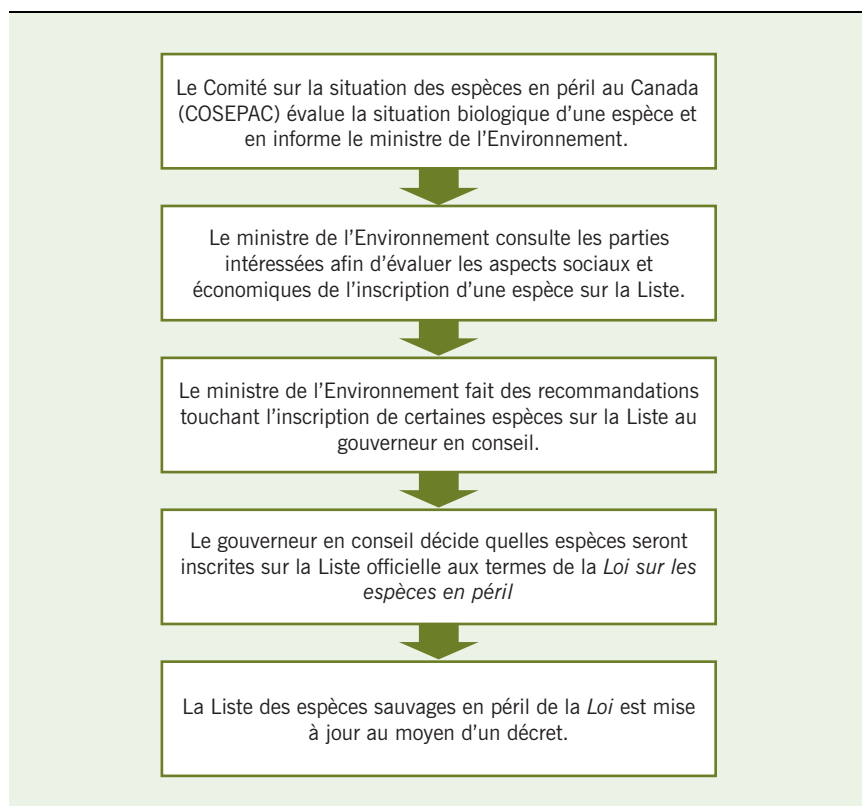 Le Comité sur la situation des espèces en péril au Canada
(COSEPAC) évalue la situation biologique d’une espèce et
en informe le ministre de l’Environnement.
Le ministre de l’Environnement consulte les parties
intéressées afin d’évaluer les aspects sociaux et
économiques de l’inscription d’une espèce sur la Liste.
Le ministre de l’Environnement fait des recommandations
touchant l’inscription de certaines espèces sur la Liste au
gouverneur en conseil.
Le gouverneur en conseil décide quelles espèces seront
inscrites sur la Liste officielle aux termes de la Loi sur les
espèces en péril
La Liste des espèces sauvages en péril de la Loi est mise
à jour au moyen d’un décret.